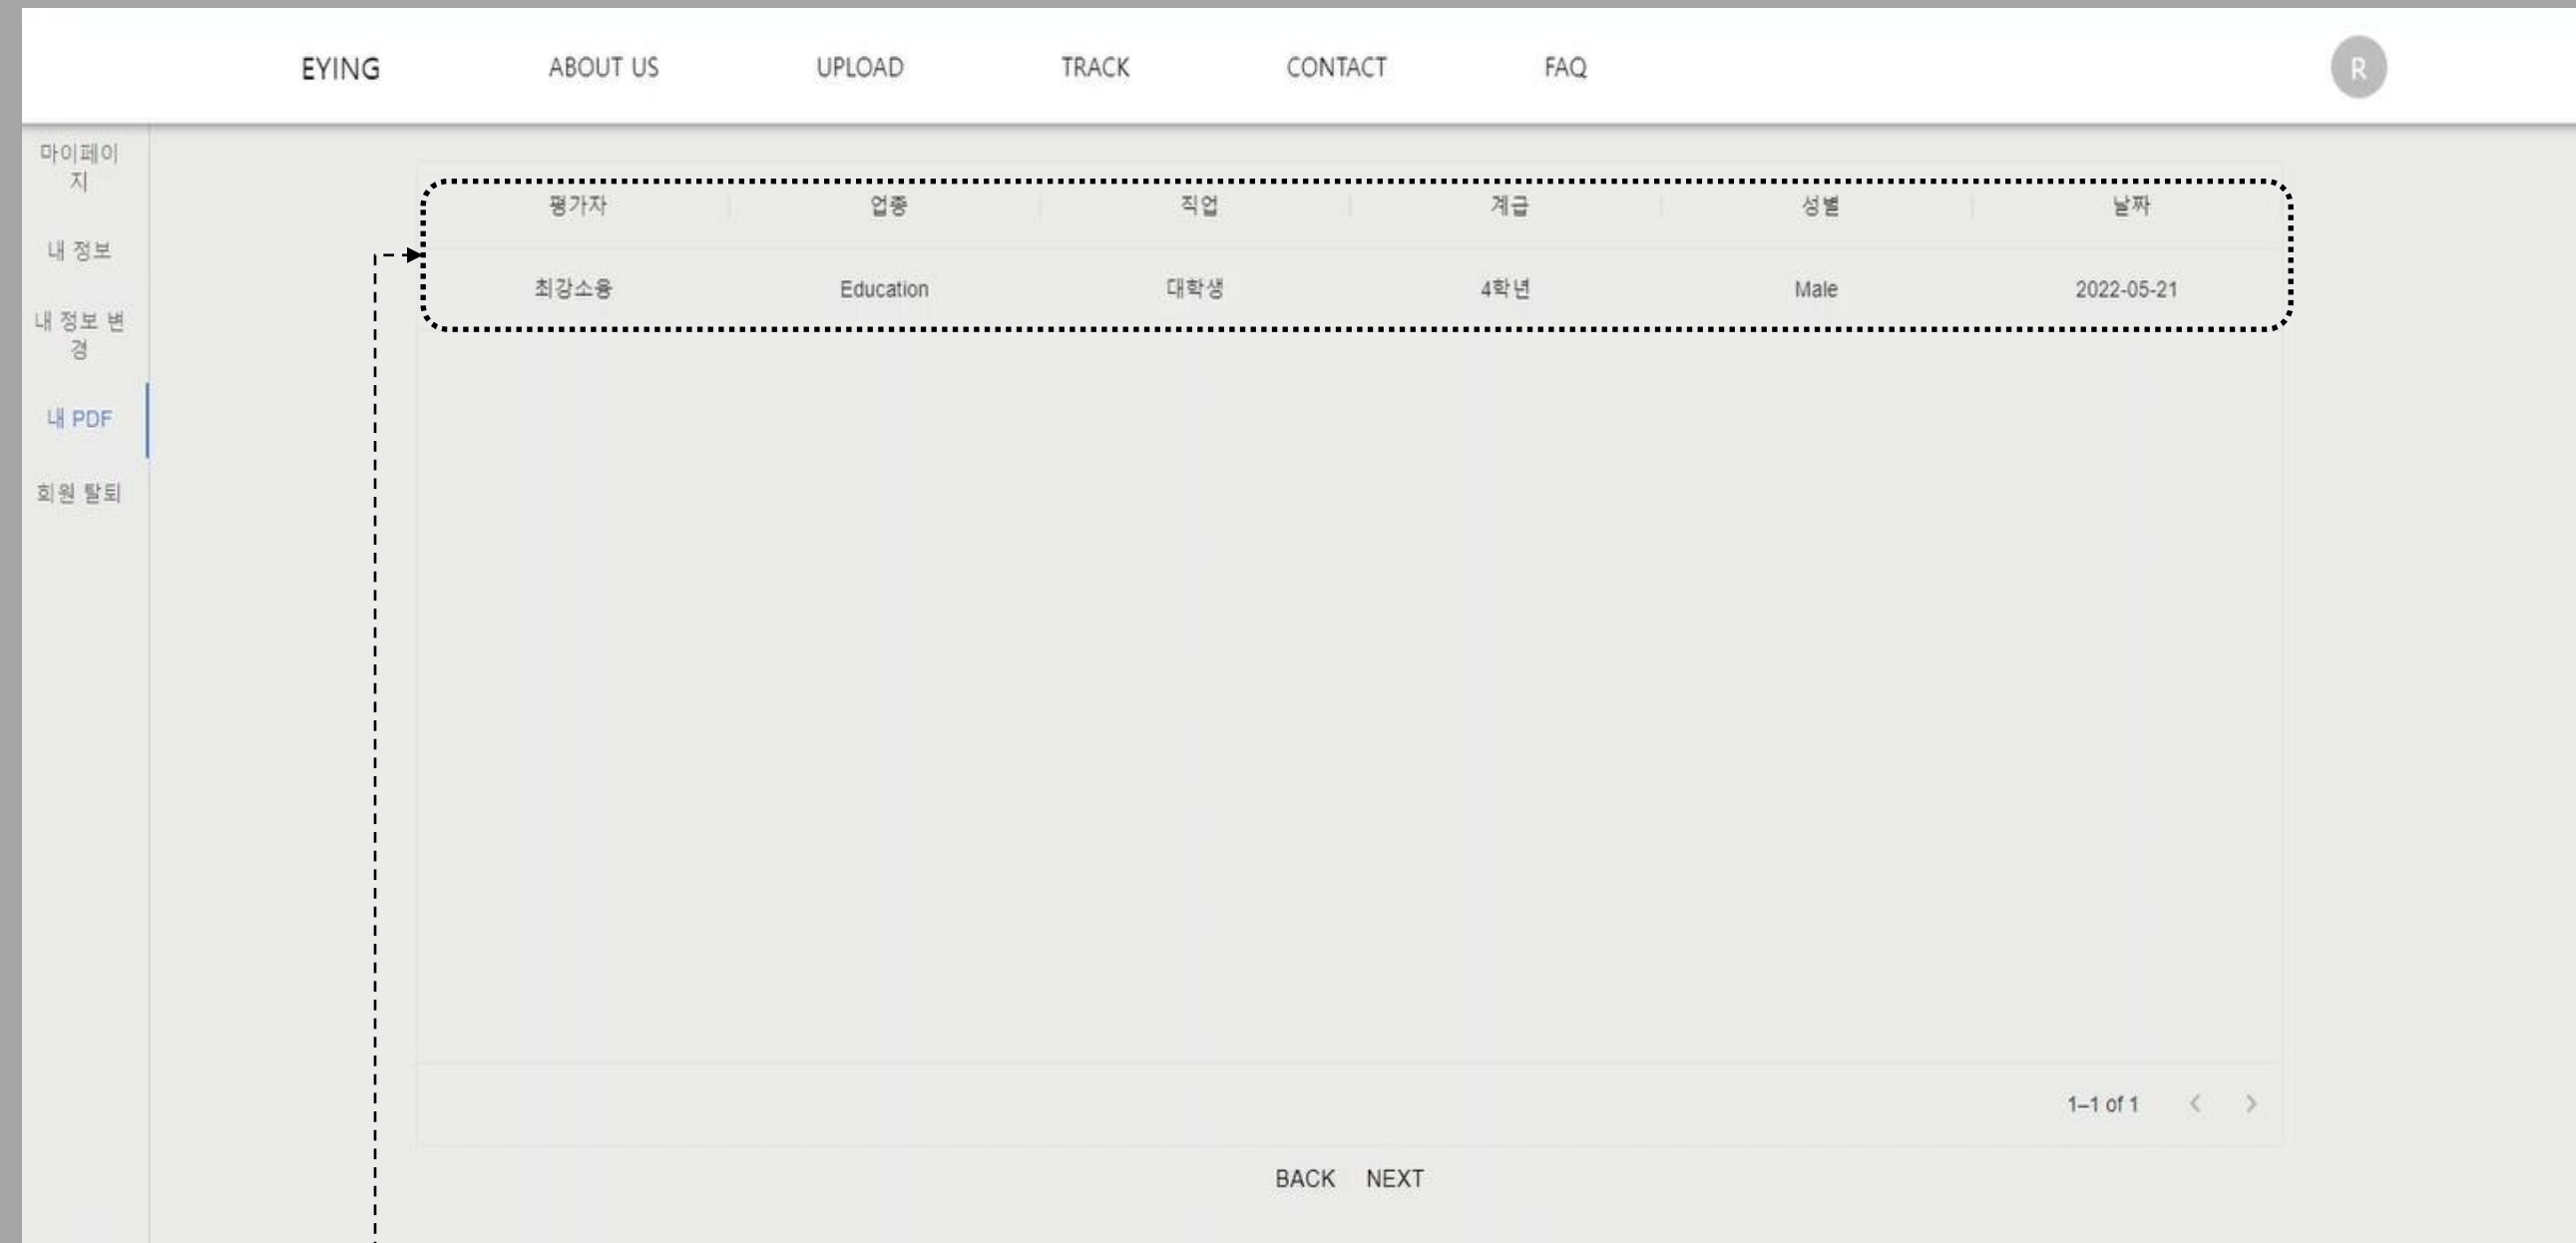 EYING ABOUT US UPLOAD TRACK CONTACT FAQ R
마이페이
지
내 정보
내 정보 변
경
내 PDF
회원 탈퇴
평가자 업종 직업 계급 성별 날짜
최강소융 Education 대학생 4학년 Male 2022-05-21
1–1 of 1
BACK NEXT